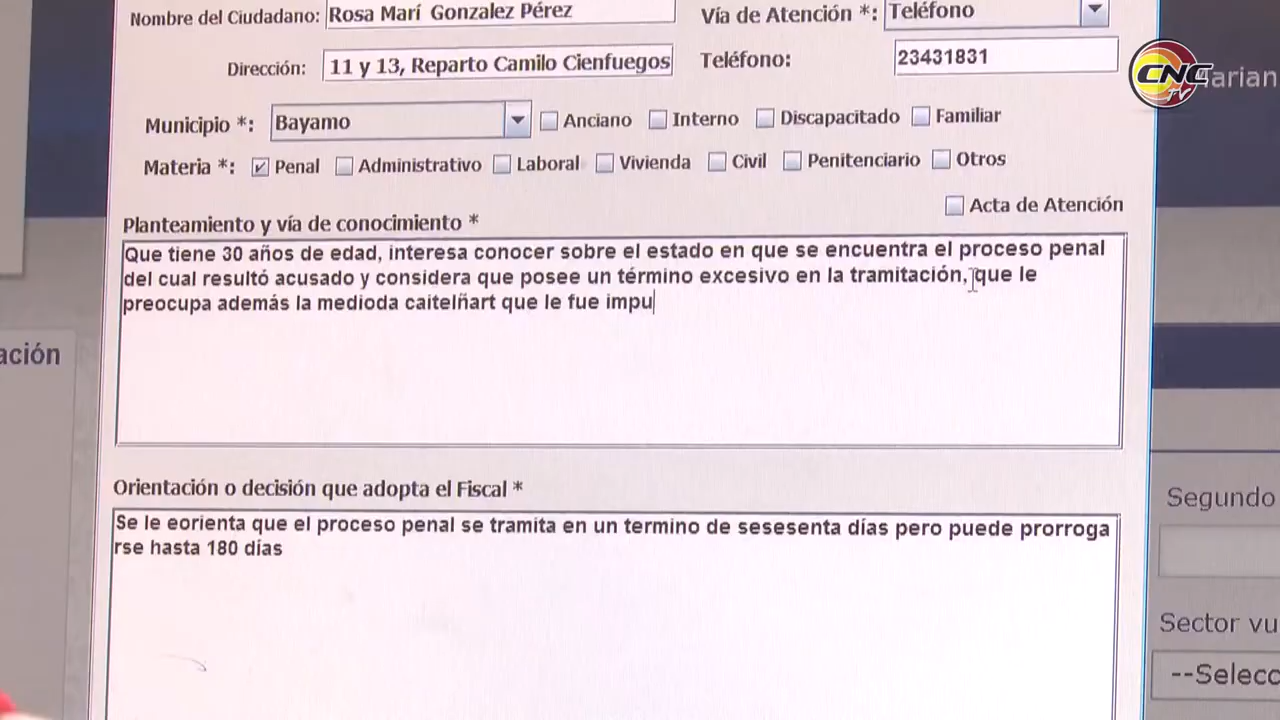 Nombre del Ciudadano: Rosa Marí Gonzalez Pérez Vía de Atención *: Teléfono
Dirección: 11 y 13, Reparto Camilo Cienfuegos Teléfono: 23431831
CNC TV
arian
Municipio *: Bayamo Anciano Interno Discapacitado Familiar
Materia *: Penal Administrativo Laboral Vivienda Civil Penitenciario Otros
Acta de Atención
Planteamiento y vía de conocimiento *
Que tiene 30 años de edad, interesa conocer sobre el estado en que se encuentra el proceso penal
del cual resultó acusado y considera que posee un término excesivo en la tramitación, que le
preocupa además la medioda caitelñart que le fue impu
ación
Orientación o decisión que adopta el Fiscal *
Se le eorienta que el proceso penal se tramita en un termino de sesesenta días pero puede prorroga
rse hasta 180 días
Segundo
Sector vu
--Selecc